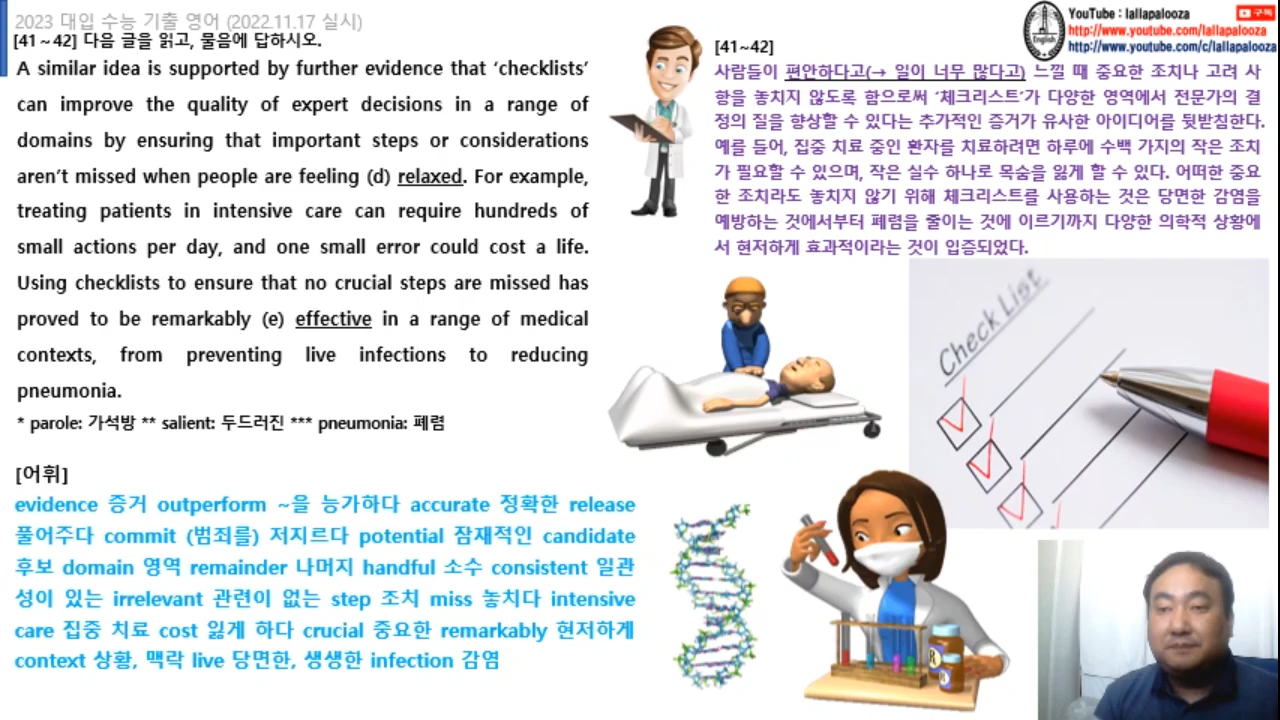 2023 대입 수능 기출 영어 (2022.11.17 실시)
[41～42] 다음 글을 읽고, 물음에 답하시오.
A similar idea is supported by further evidence that ‘checklists’
can improve the quality of expert decisions in a range of
domains by ensuring that important steps or considerations
aren’t missed when people are feeling (d) relaxed. For example,
treating patients in intensive care can require hundreds of
small actions per day, and one small error could cost a life.
Using checklists to ensure that no crucial steps are missed has
proved to be remarkably (e) effective in a range of medical
contexts, from preventing live infections to reducing
pneumonia.
* parole: 가석방 ** salient: 두드러진 *** pneumonia: 폐렴
[어휘]
evidence 증거 outperform ~을 능가하다 accurate 정확한 release
풀어주다 commit (범죄를) 저지르다 potential 잠재적인 candidate
후보 domain 영역 remainder 나머지 handful 소수 consistent 일관
성이 있는 irrelevant 관련이 없는 step 조치 miss 놓치다 intensive
care 집중 치료 cost 잃게 하다 crucial 중요한 remarkably 현저하게
context 상황, 맥락 live 당면한, 생생한 infection 감염
[41~42]
사람들이 편안하다고(→ 일이 너무 많다고) 느낄 때 중요한 조치나 고려 사
항을 놓치지 않도록 함으로써 ‘체크리스트’가 다양한 영역에서 전문가의 결
정의 질을 향상할 수 있다는 추가적인 증거가 유사한 아이디어를 뒷받침한다.
예를 들어, 집중 치료 중인 환자를 치료하려면 하루에 수백 가지의 작은 조치
가 필요할 수 있으며, 작은 실수 하나로 목숨을 잃게 할 수 있다. 어떠한 중요
한 조치라도 놓치지 않기 위해 체크리스트를 사용하는 것은 당면한 감염을
예방하는 것에서부터 폐렴을 줄이는 것에 이르기까지 다양한 의학적 상황에
서 현저하게 효과적이라는 것이 입증되었다.
English
YouTube : lallapalooza
구독
http://www.youtube.com/lallapalooza
http://www.youtube.com/c/lallapalooza
Check List